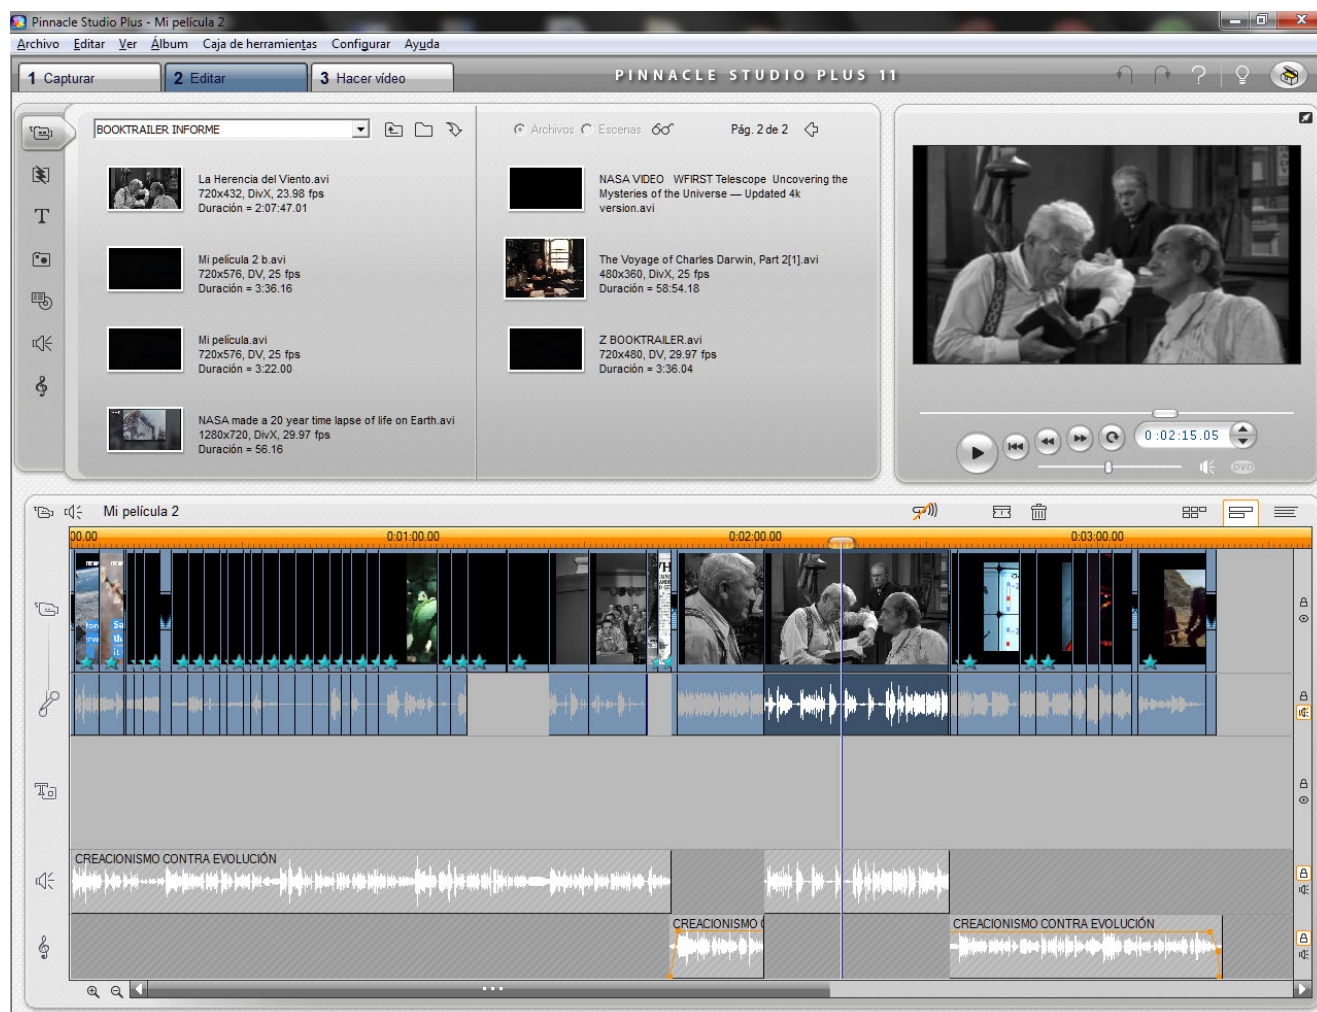 Pinnacle Studio Plus - Mi película 2
Archivo Editar Ver Álbum Caja de herramientas Configurar Ayuda
1 Capturar
2 Editar
3 Hacer vídeo
PINNACLE STUDIO PLUS 11
BOOKTRAILER INFORME
Archivos Escenas
Pág. 2 de 2
La Herencia del Viento.avi
720x432, DivX, 23.98 fps
Duración = 2:07:47.01
Mi película 2 b.avi
720x576, DV, 25 fps
Duración = 3:36.16
Mi película.avi
720x576, DV, 25 fps
Duración = 3:22.00
NASA made a 20 year time lapse of life on Earth.avi
1280x720, DivX, 29.97 fps
Duración = 56.16
NASA VIDEO WFIRST Telescope Uncovering the
Mysteries of the Universe — Updated 4k
version.avi
The Voyage of Charles Darwin, Part 2[1].avi
480x360, DivX, 25 fps
Duración = 58:54.18
Z BOOKTRAILER.avi
720x480, DV, 29.97 fps
Duración = 3:36.04
0:02:15.05
DVD
Mi película 2
00.00
0:01:00.00
0:02:00.00
0:03:00.00
CREACIONISMO CONTRA EVOLUCIÓN
CREACIONISMO
CREACIONISMO CONTRA EVOLUCIÓN